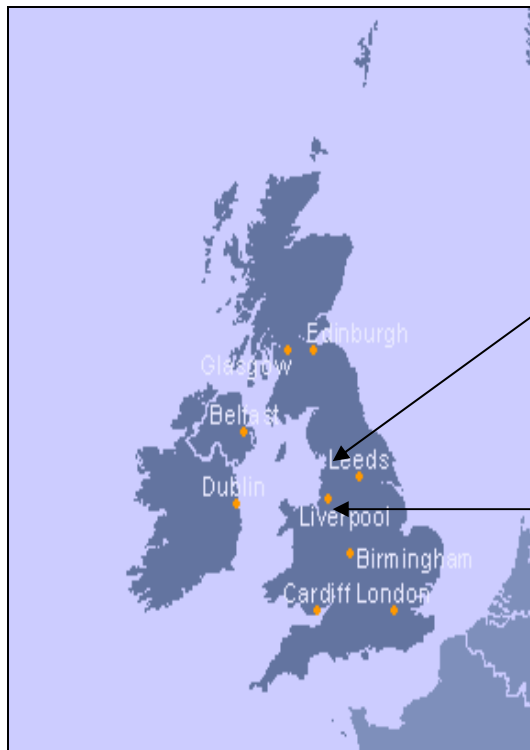 Edinburgh
Glasgow
Belfast
Leeds
Dublin
Liverpool
Birmingham
Cardiff London